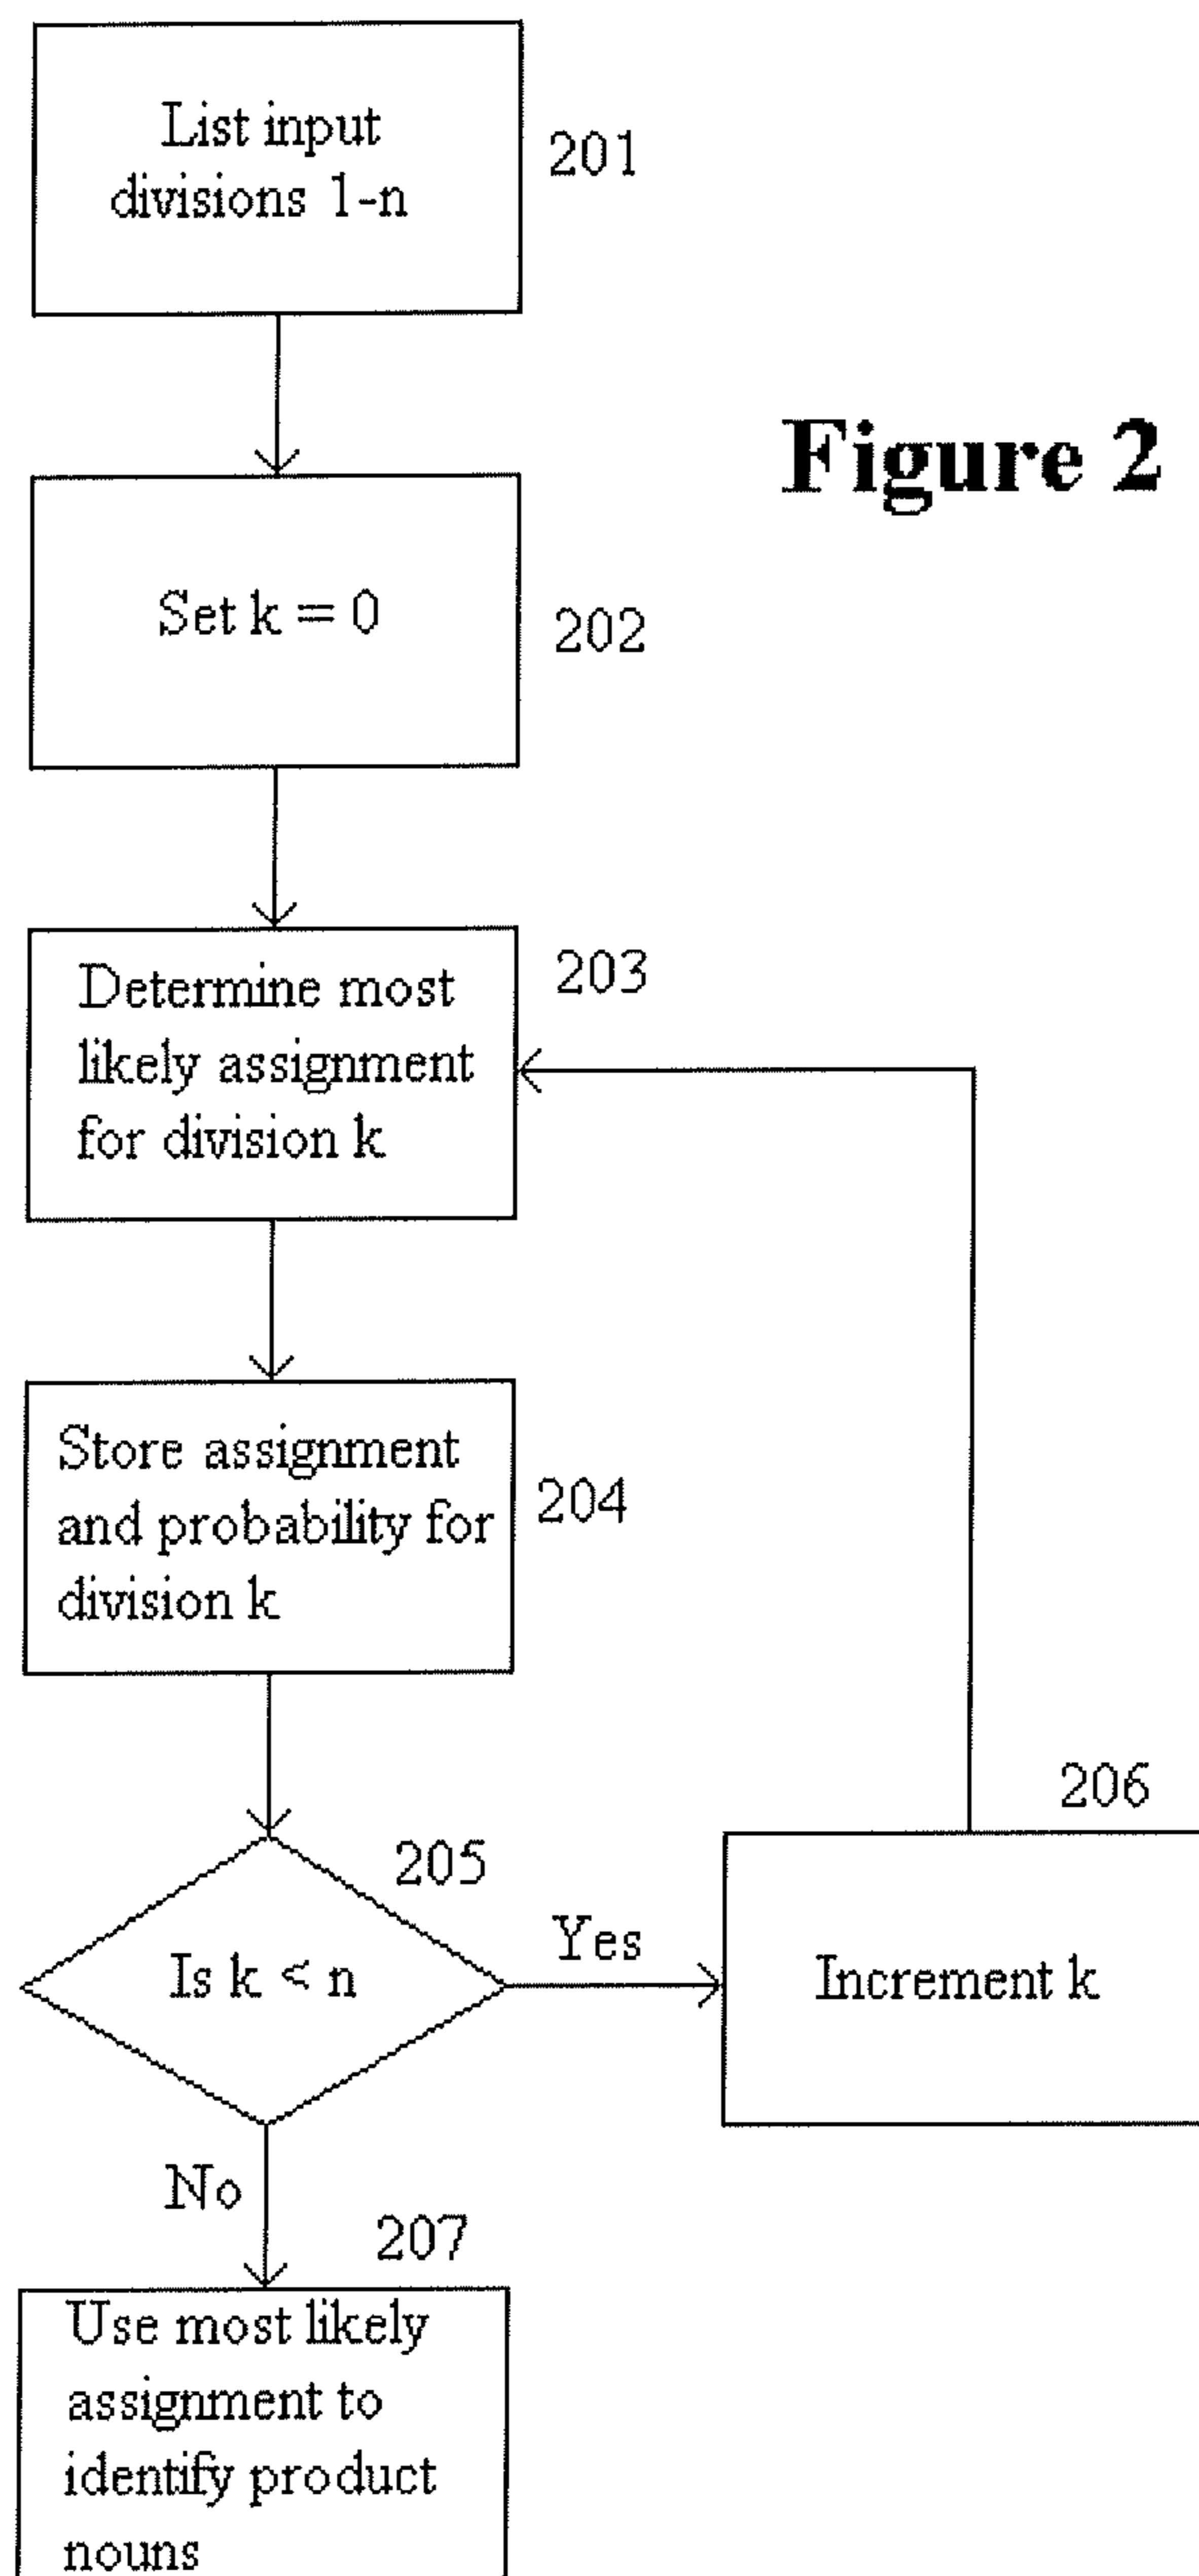 List input
divisions 1-n
201
Figure 2
Set k = 0
202
Determine most
likely assignment
for division k
203
Store assignment
and probability for
division k
204
205
Is k < n
Yes
206
Increment k
No
207
Use most likely
assignment to
identify product
nouns